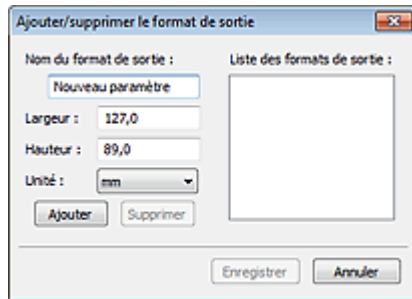 Ajouter/supprimer le format de sortie
Nom du format de sortie :
Nouveau paramètre
Largeur : 127,0
Hauteur : 89,0
Unité : mm
Ajouter Supprimer
Liste des formats de sortie :
Enregistrer Annuler